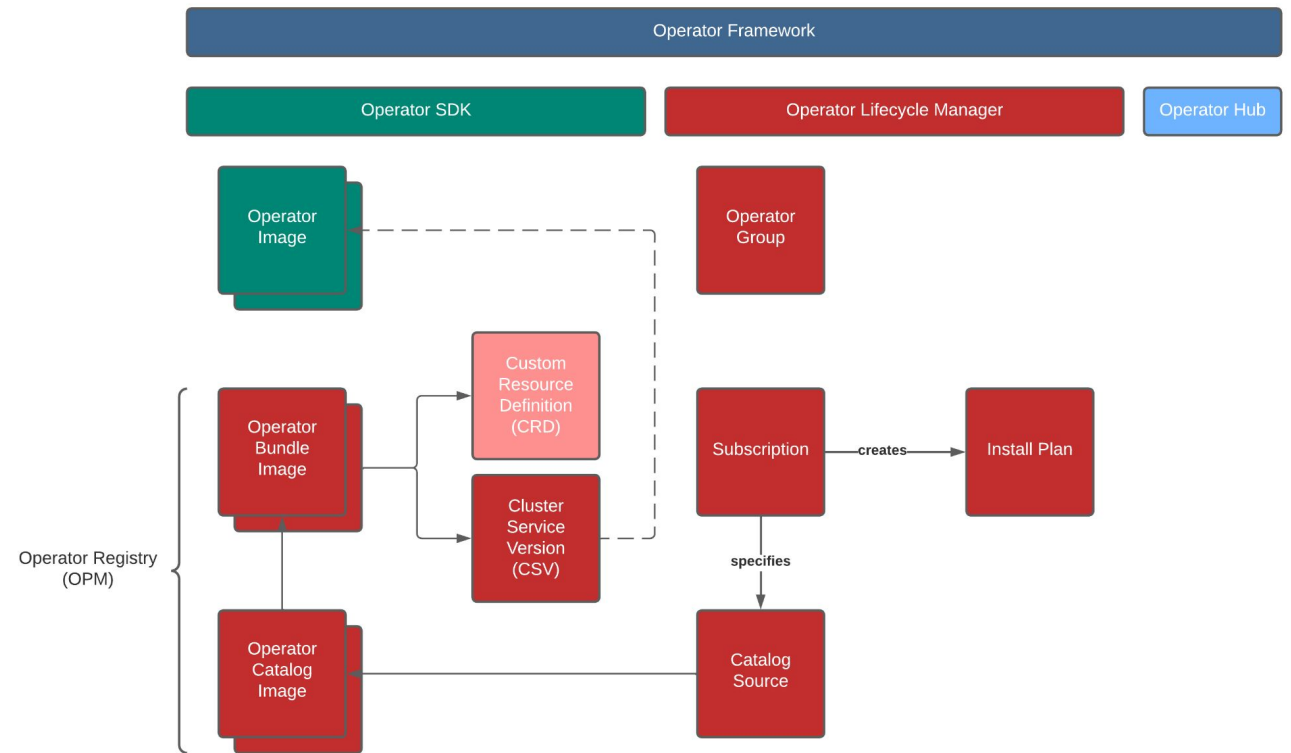 Operator Framework
Operator SDK
Operator Lifecycle Manager
Operator Hub
Operator
Image
Operator
Group
Custom
Resource
Definition
(CRD)
Operator
Bundle
Image
Subscription
creates
Install Plan
Cluster
Service
Version
(CSV)
Operator Registry
(OPM)
specifies
Operator
Catalog
Image
Catalog
Source